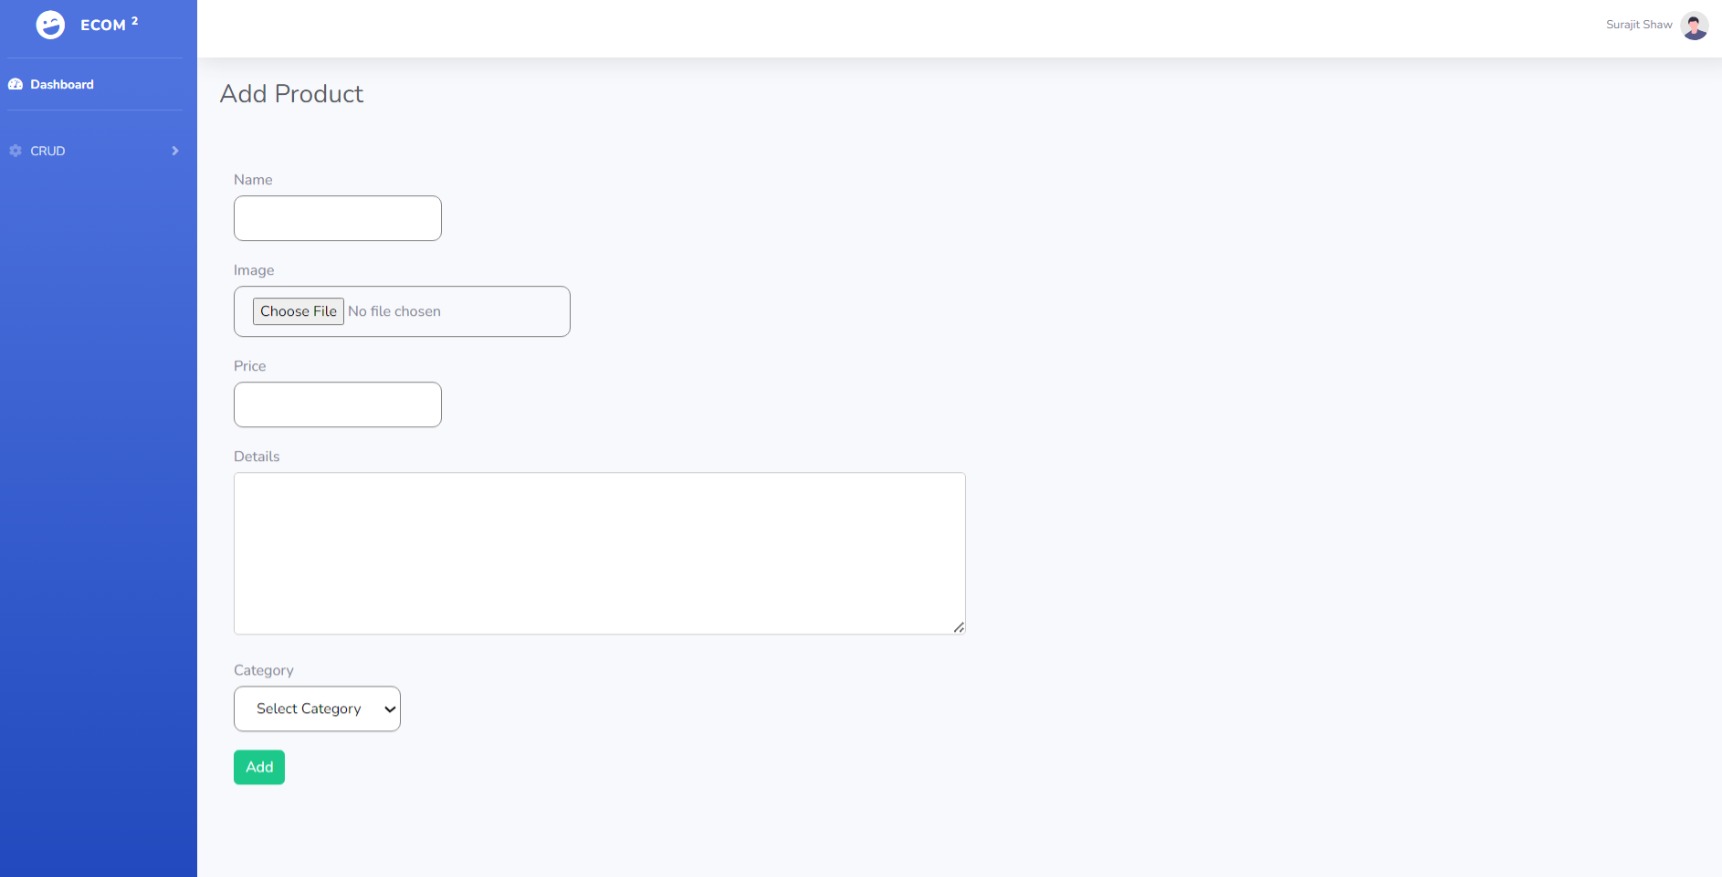 ECOM 2
Surajit Shaw
Dashboard
CRUD
Add Product
Name
Image
Choose File No file chosen
Price
Details
Category
Select Category
Add